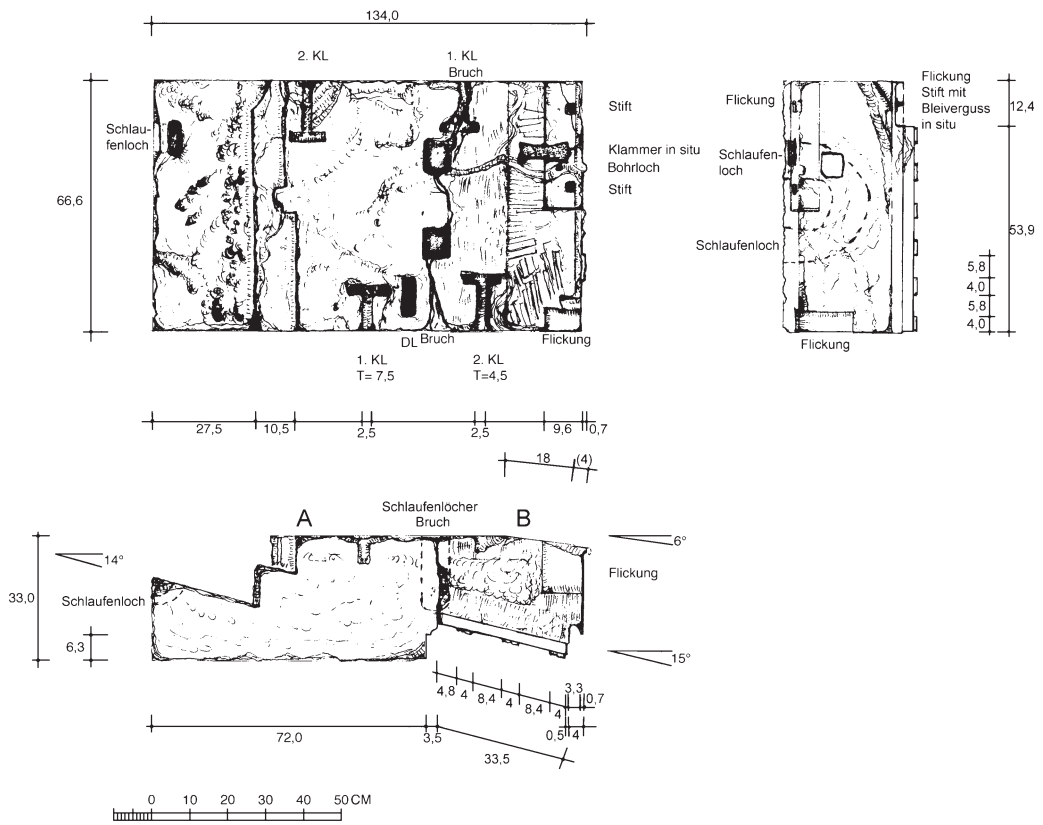 134,0
2. KL
1. KL
Bruch
Schlau-
fenloch
66,6
Stift
Klammer in situ
Bohrloch
Stift
DL Bruch
Flickung
1. KL
T= 7,5
2. KL
T=4,5
Flickung
Flickung
Stift mit
Bleiverguss
in situ
12,4
Schlaufen-
loch
Schlaufenloch
53,9
5,8
4,0
5,8
4,0
Flickung
27,5
10,5
2,5
2,5
9,6
0,7
18
(4)
Schlaufenlöcher
Bruch
A
B
14°
6°
33,0
Schlaufenloch
Flickung
6,3
15°
4,8
4
8,4
4
8,4
4
3,3
0,7
0,5
4
72,0
3,5
33,5
0 10 20 30 40 50 CM